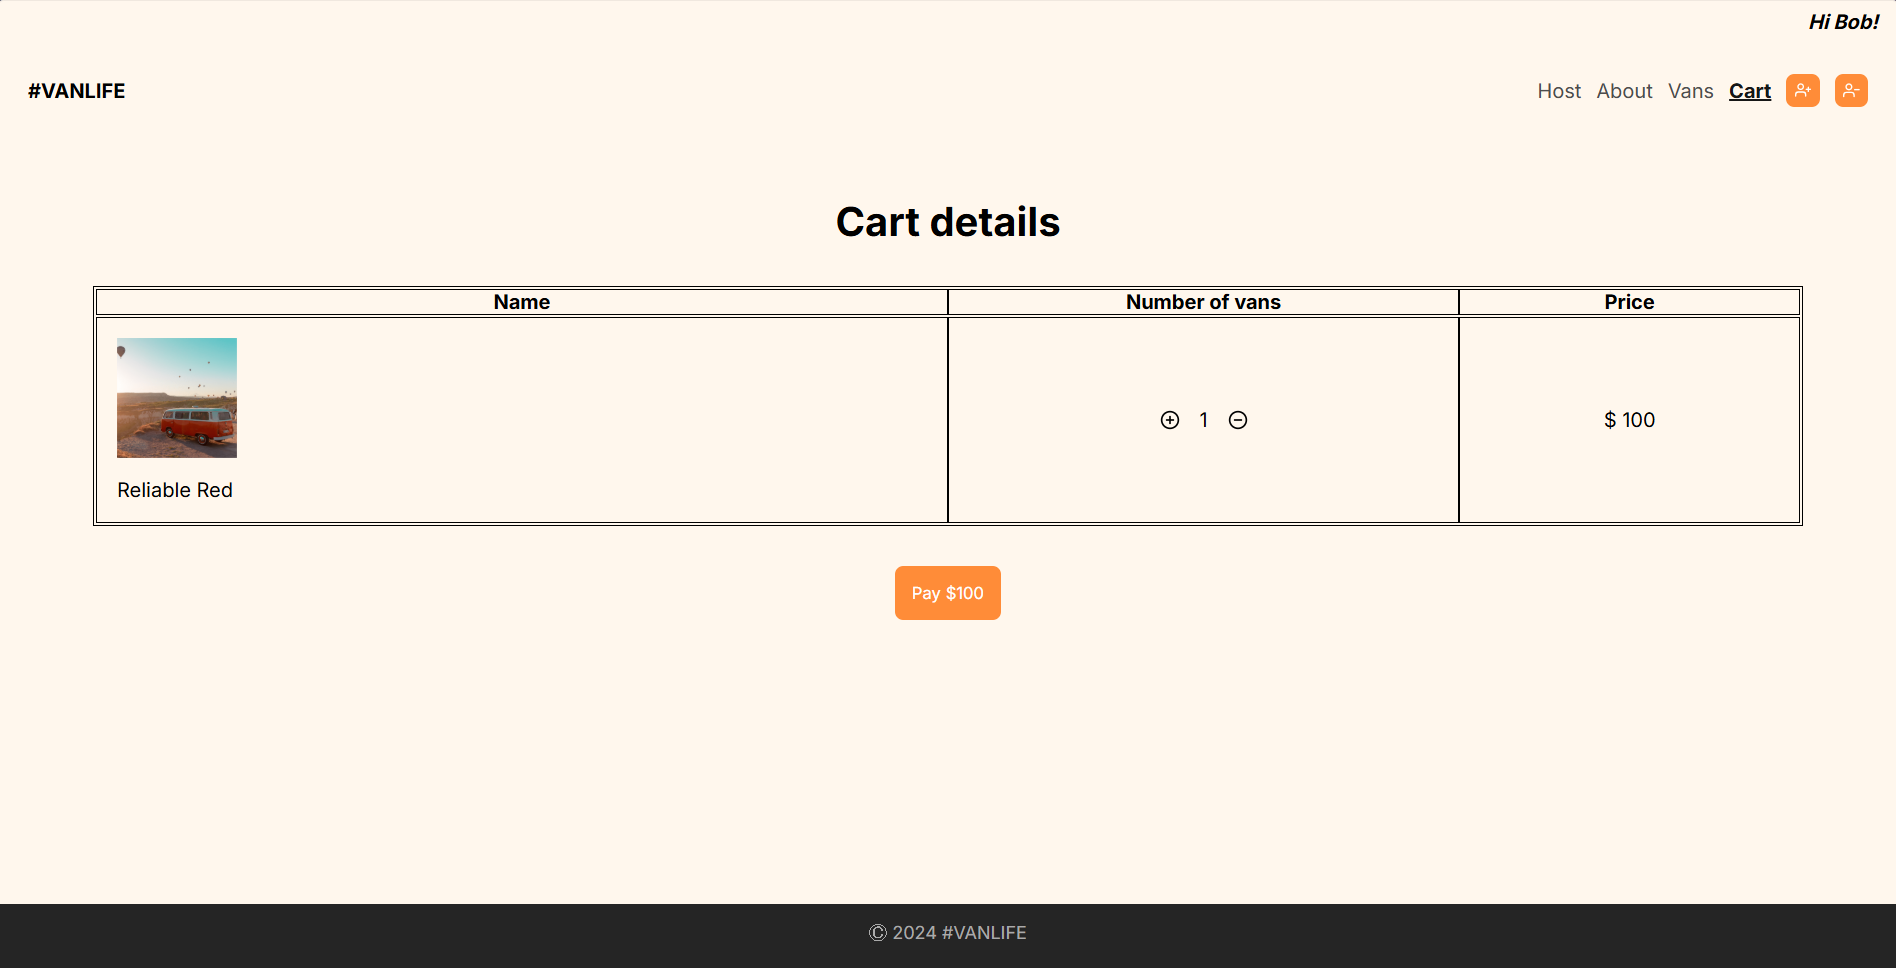 Hi Bob!
#VANLIFE
Host About Vans Cart
Cart details
Name Number of vans Price
1 $ 100
Reliable Red
Pay $100
© 2024 #VANLIFE